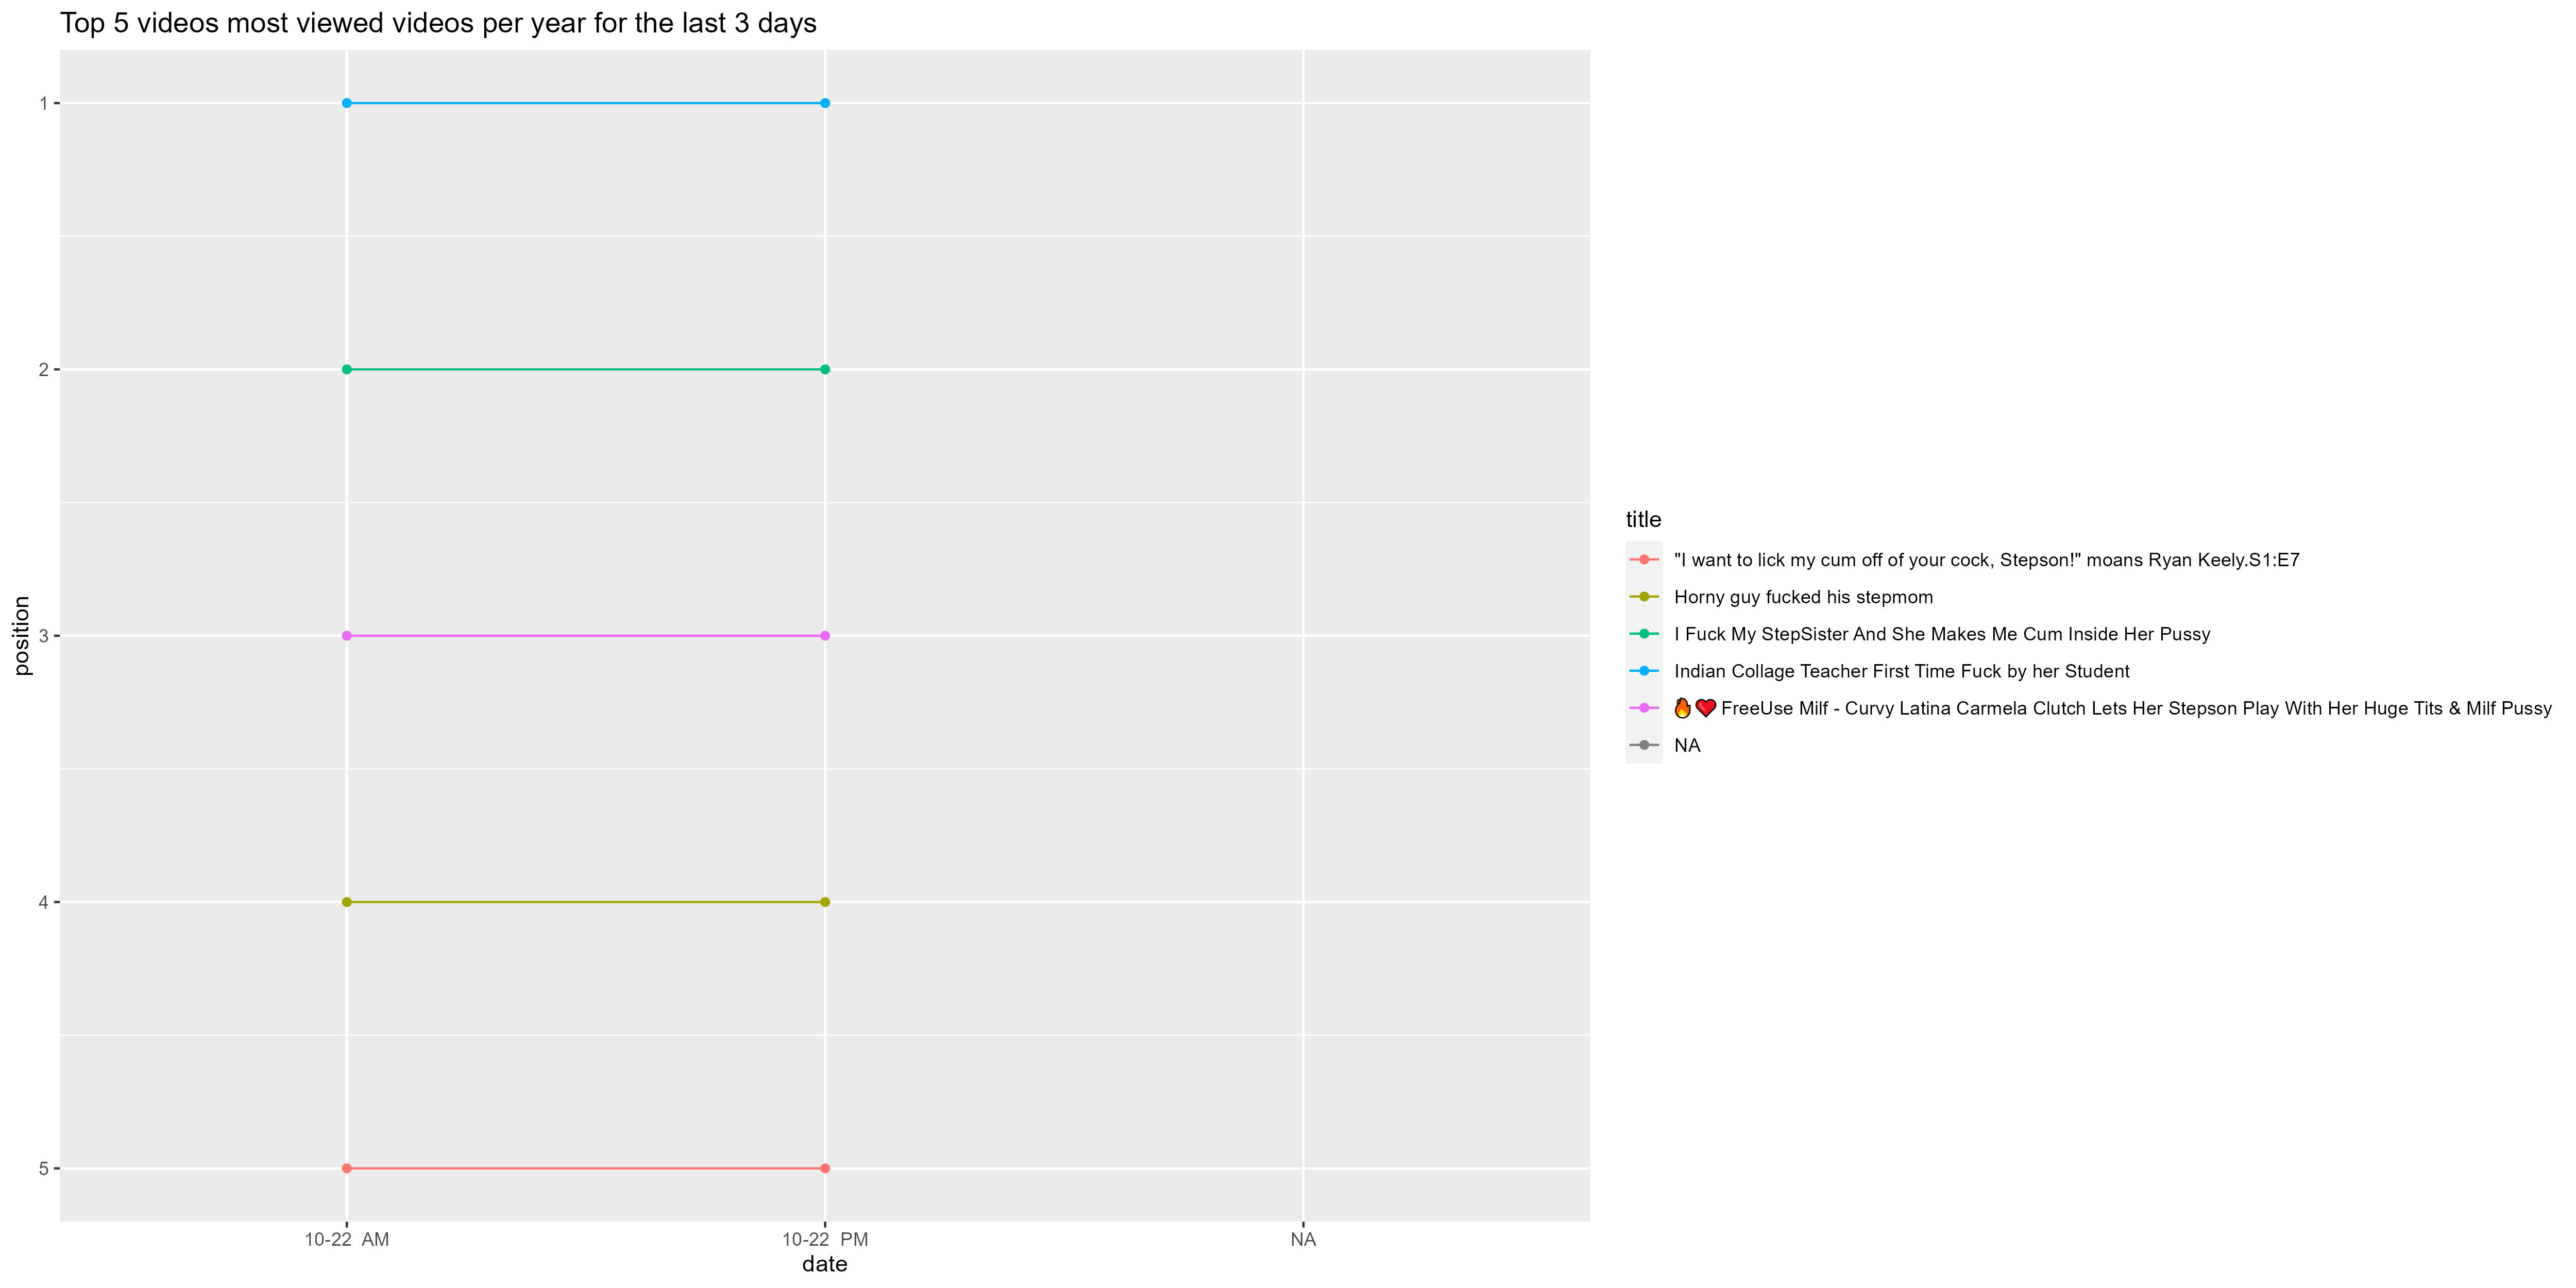 Top 5 videos most viewed videos per year for the last 3 days
1
2
3
4
5
position
10-22  AM
10-22  PM
NA
date
title
"I want to lick my cum off of your cock, Stepson!" moans Ryan Keely.S1:E7
Horny guy fucked his stepmom
I Fuck My StepSister And She Makes Me Cum Inside Her Pussy
Indian Collage Teacher First Time Fuck by her Student
🔥❤️ FreeUse Milf - Curvy Latina Carmela Clutch Lets Her Stepson Play With Her Huge Tits & Milf Pussy
NA